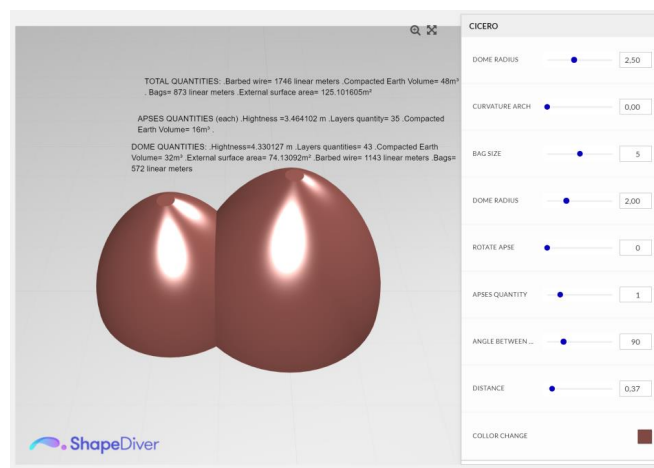 TOTAL QUANTITIES: .Barbed wire= 1746 linear meters .Compacted Earth Volume= 48m³
. Bags= 873 linear meters .External surface area= 125.101605m²
APSES QUANTITIES (each) .Hightness =3.464102 m .Layers quantity= 35 .Compacted
Earth Volume= 16m³ .
DOME QUANTITIES: .Hightness=4.330127 m .Layers quantities= 43 .Compacted Earth
Volume= 32m³ .External surface area= 74.13092m² .Barbed wire= 1143 linear meters .Bags=
572 linear meters
ShapeDiver
CICERO
DOME RADIUS 2,50
CURVATURE ARCH 0,00
BAG SIZE 5
DOME RADIUS 2,00
ROTATE APSE 0
APSES QUANTITY 1
ANGLE BETWEEN ... 90
DISTANCE 0,37
COLLOR CHANGE